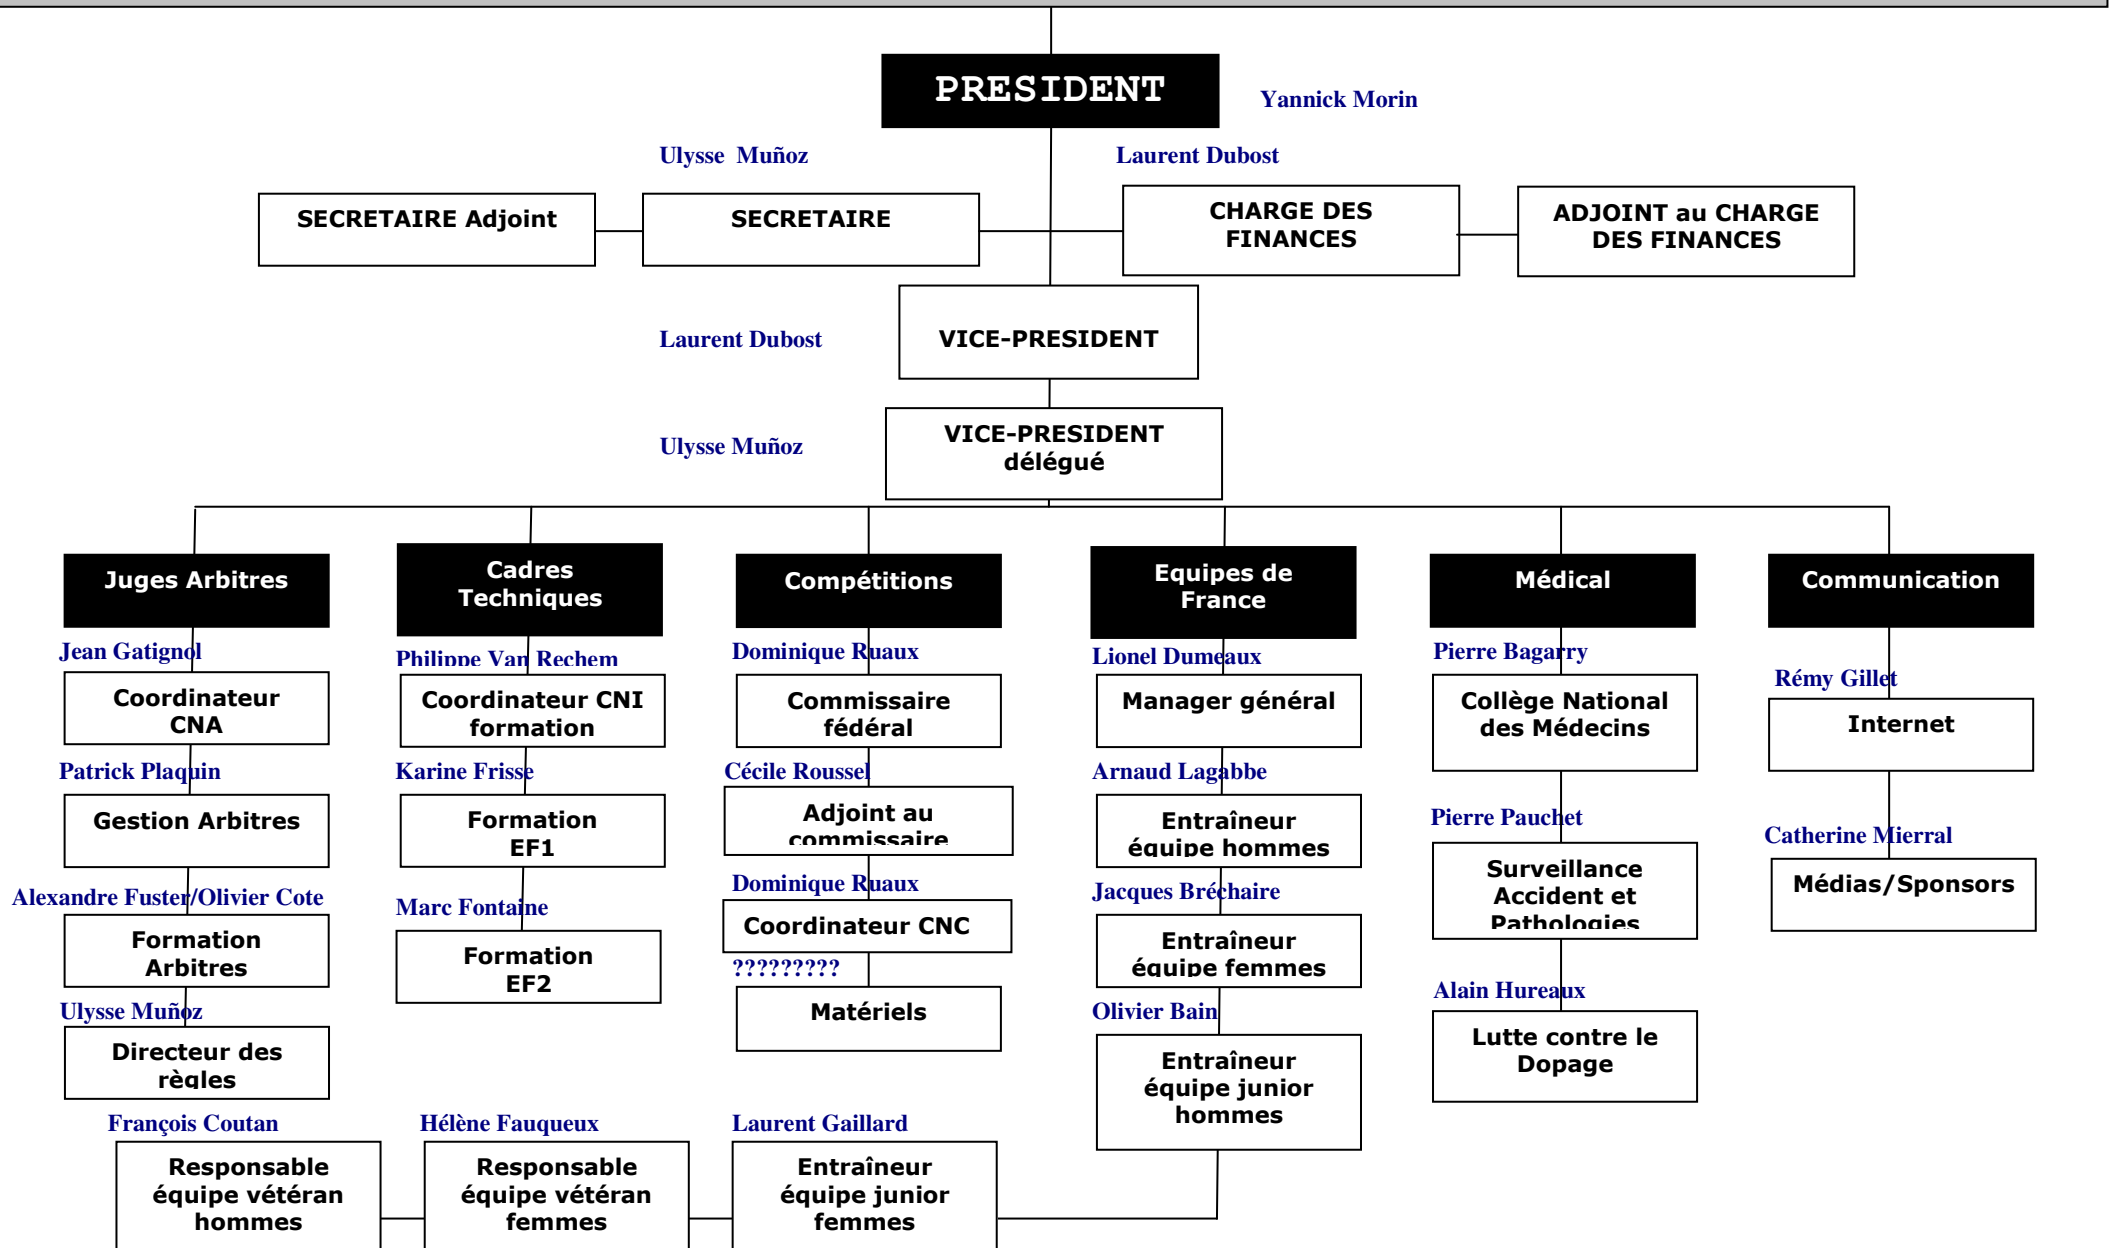 PRESIDENT
Yannick Morin
Ulysse Muñoz
Laurent Dubost
SECRETAIRE Adjoint
SECRETAIRE
CHARGE DES
FINANCES
ADJOINT au CHARGE
DES FINANCES
Laurent Dubost
VICE-PRESIDENT
Ulysse Muñoz
VICE-PRESIDENT
délégué
Juges Arbitres
Jean Gatignol
Coordinateur
CNA
Patrick Plaquin
Gestion Arbitres
Alexandre Fuster/Olivier Cote
Formation
Arbitres
Ulysse Muñoz
Directeur des
règles
Cadres
Techniques
Philippe Van Rechem
Coordinateur CNI
formation
Karine Frisse
Formation
EF1
Marc Fontaine
Formation
EF2
Compétitions
Dominique Ruaux
Commissaire
fédéral
Cécile Roussel
Adjoint au
commissaire
Dominique Ruaux
Coordinateur CNC
?????????
Matériels
Equipes de
France
Lionel Dumeaux
Manager général
Arnaud Lagabbe
Entraîneur
équipe hommes
Jacques Bréchaire
Entraîneur
équipe femmes
Olivier Bain
Entraîneur
équipe junior
hommes
Laurent Gaillard
Entraîneur
équipe junior
femmes
Hélène Fauqueux
Responsable
équipe vétéran
femmes
François Coutan
Responsable
équipe vétéran
hommes
Médical
Pierre Bagarry
Collège National
des Médecins
Pierre Pauchet
Surveillance
Accident et
Pathologies
Alain Hureaux
Lutte contre le
Dopage
Communication
Rémy Gillet
Internet
Catherine Mierral
Médias/Sponsors